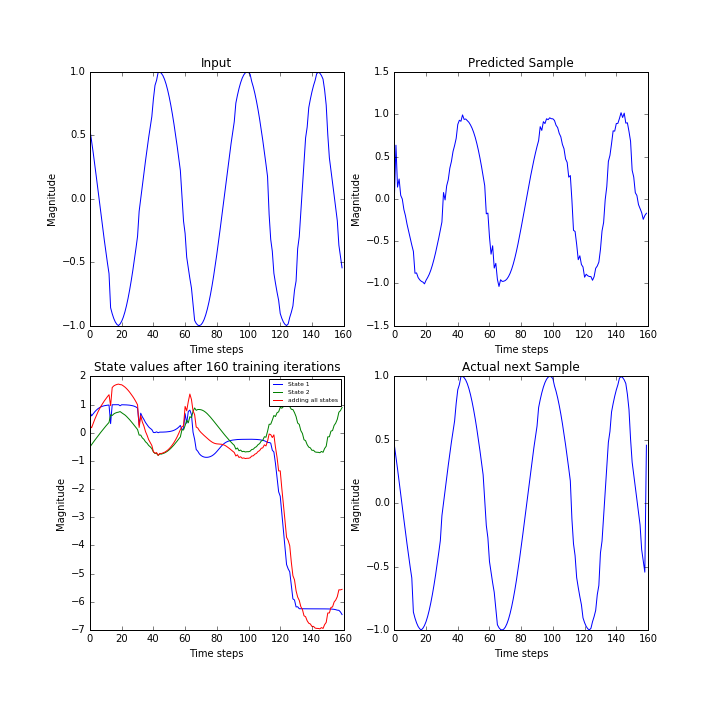 Input
Magnitude
1.0
0.5
0.0
−0.5
−1.0
0 20 40 60 80 100 120 140 160
Time steps
Predicted Sample
Magnitude
1.5
1.0
0.5
0.0
−0.5
−1.0
−1.5
0 20 40 60 80 100 120 140 160
Time steps
State values after 160 training iterations
State 1
State 2
adding all states
Magnitude
2
1
0
−1
−2
−3
−4
−5
−6
−7
0 20 40 60 80 100 120 140 160
Time steps
Actual next Sample
Magnitude
1.0
0.5
0.0
−0.5
−1.0
0 20 40 60 80 100 120 140 160
Time steps